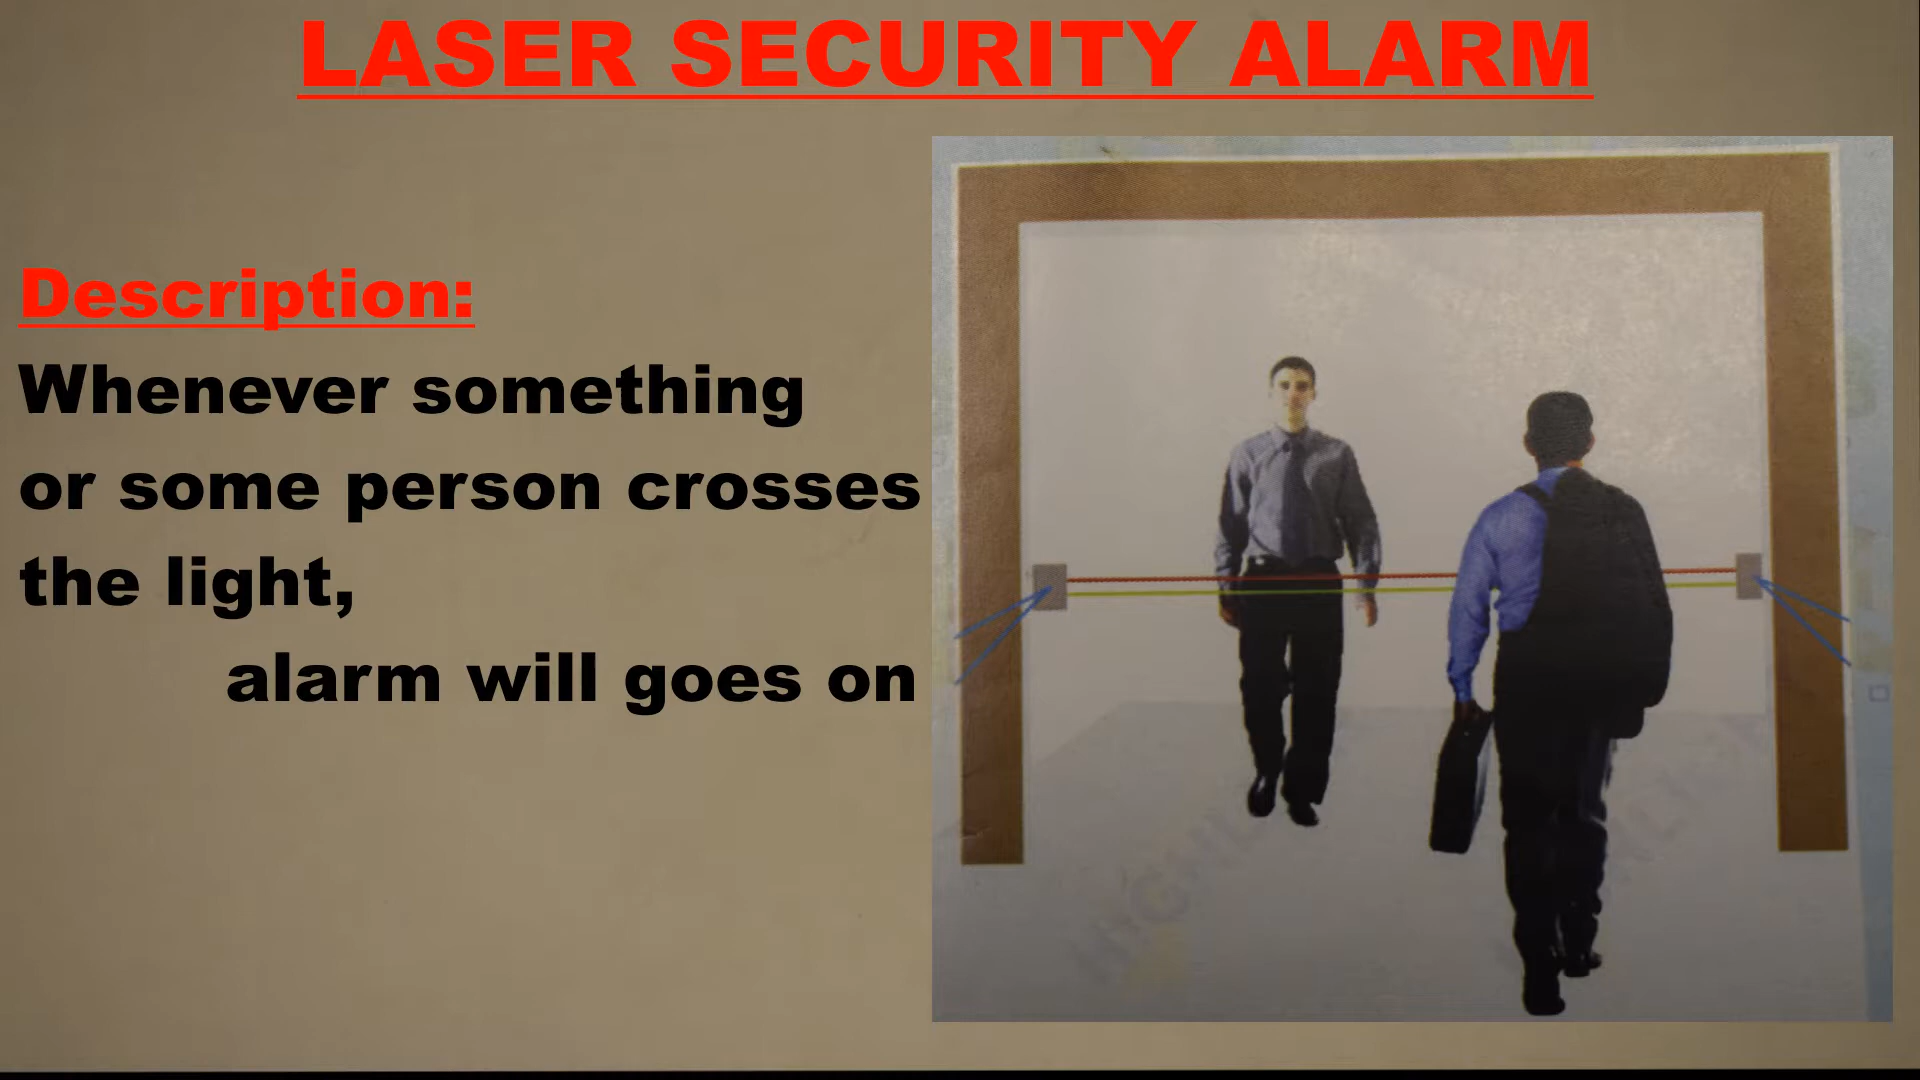 LASER SECURITY ALARM
Description:
Whenever something
or some person crosses
the light,
alarm will goes on